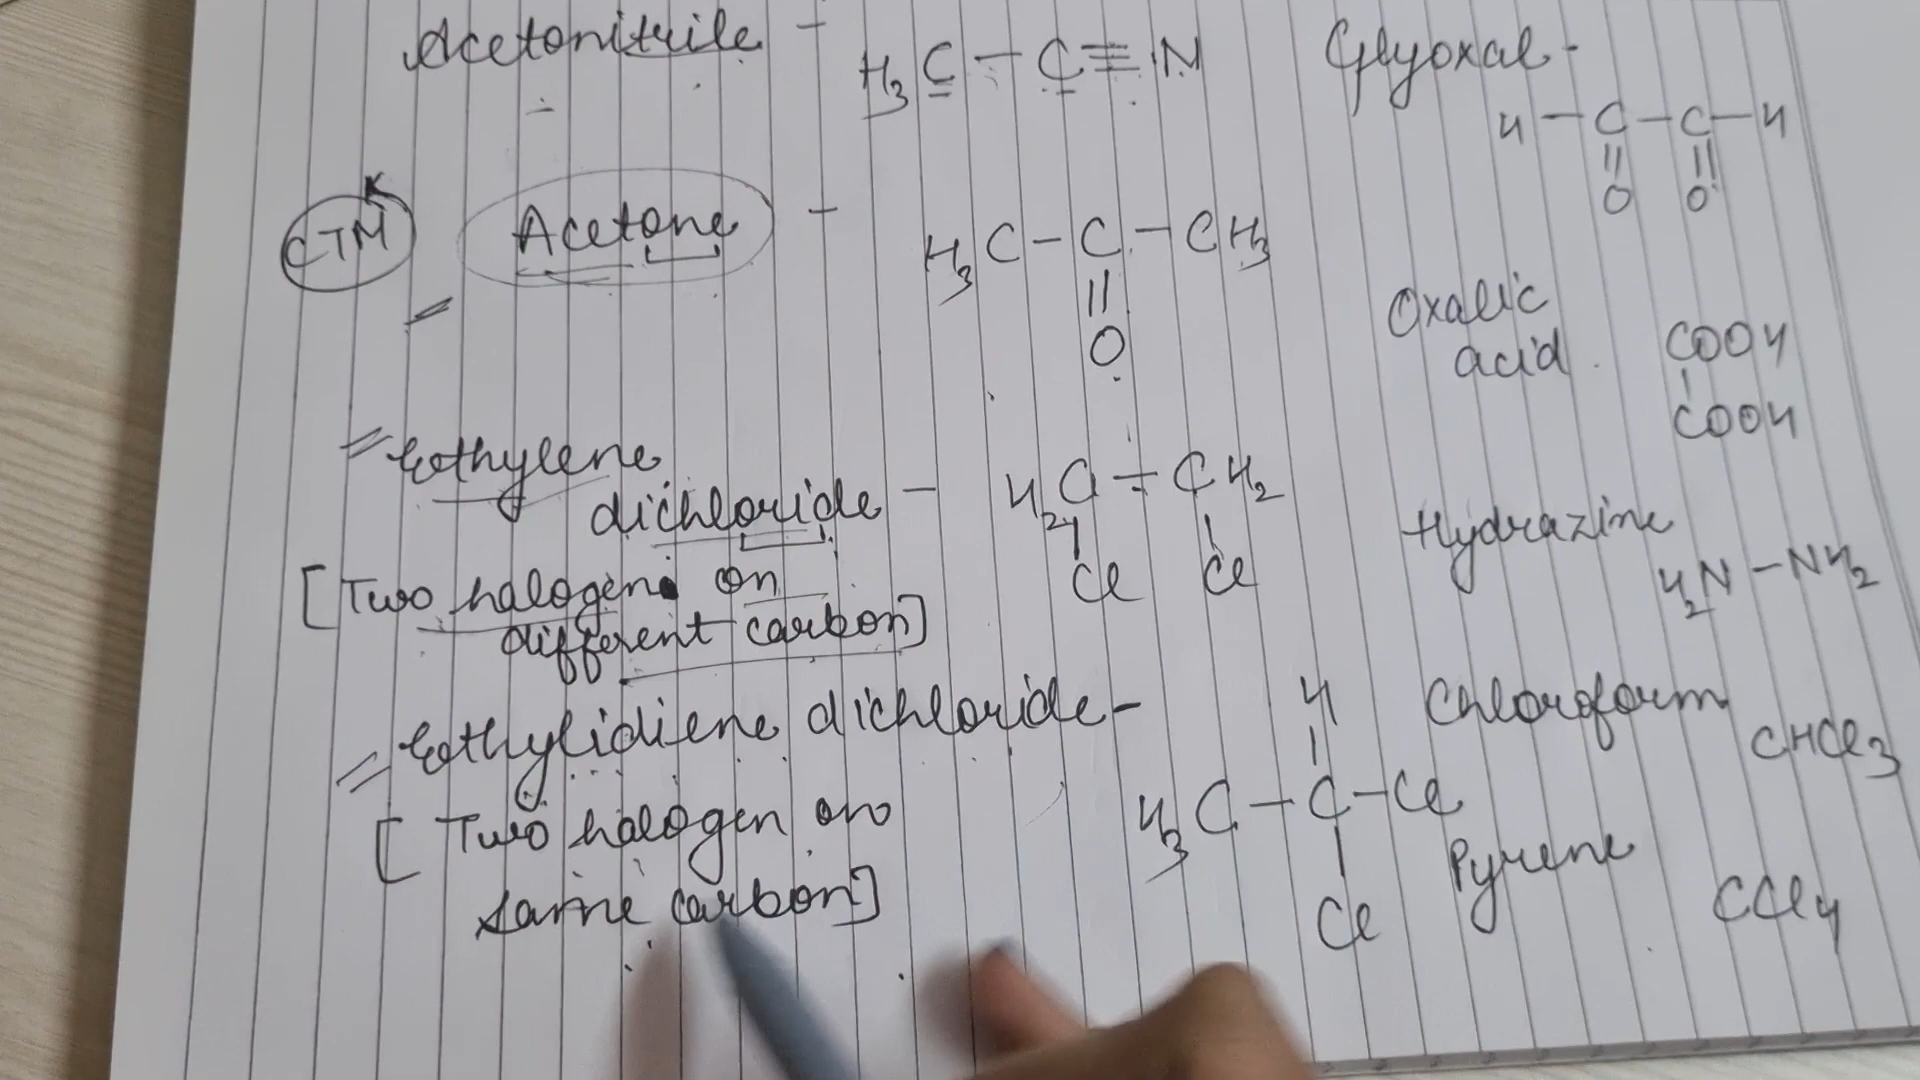 Acetonitrile - H₃C - C ≡ N
CTM
K
Acetone - H₃C - C - CH₃
||
O
Ethylene
dichloride - H₂C - CH₂
Cl Cl
[Two halogen on
different carbon]
Ethylidiene dichloride -
H
H₃C - C - Cl
Cl
[Two halogen on
same carbon]
Glyoxal -
H - C - C - H
|| ||
O O
Oxalic
acid
COOH
COOH
Hydrazine
H₂N - NH₂
Chloroform
CHCl₃
Pyrene
CCl₄